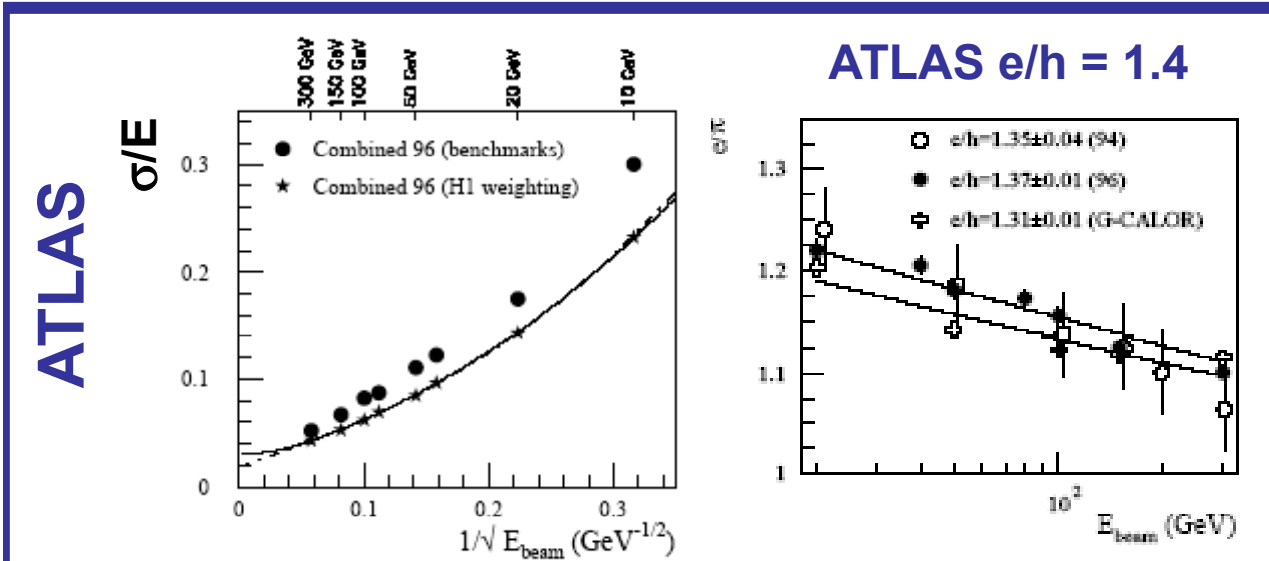 ATLAS
σ/E
300 GeV
150 GeV
100 GeV
50 GeV
20 GeV
10 GeV
● Combined 96 (benchmarks)
★ Combined 96 (H1 weighting)
0.3
0.2
0.1
0
0
0.1
0.2
0.3
1/√ E_beam (GeV^-1/2)
ATLAS e/h = 1.4
e/π
e/h=1.35±0.04 (94)
e/h=1.37±0.01 (96)
e/h=1.31±0.01 (G-CALOR)
1.3
1.2
1.1
1
10^2
E_beam (GeV)